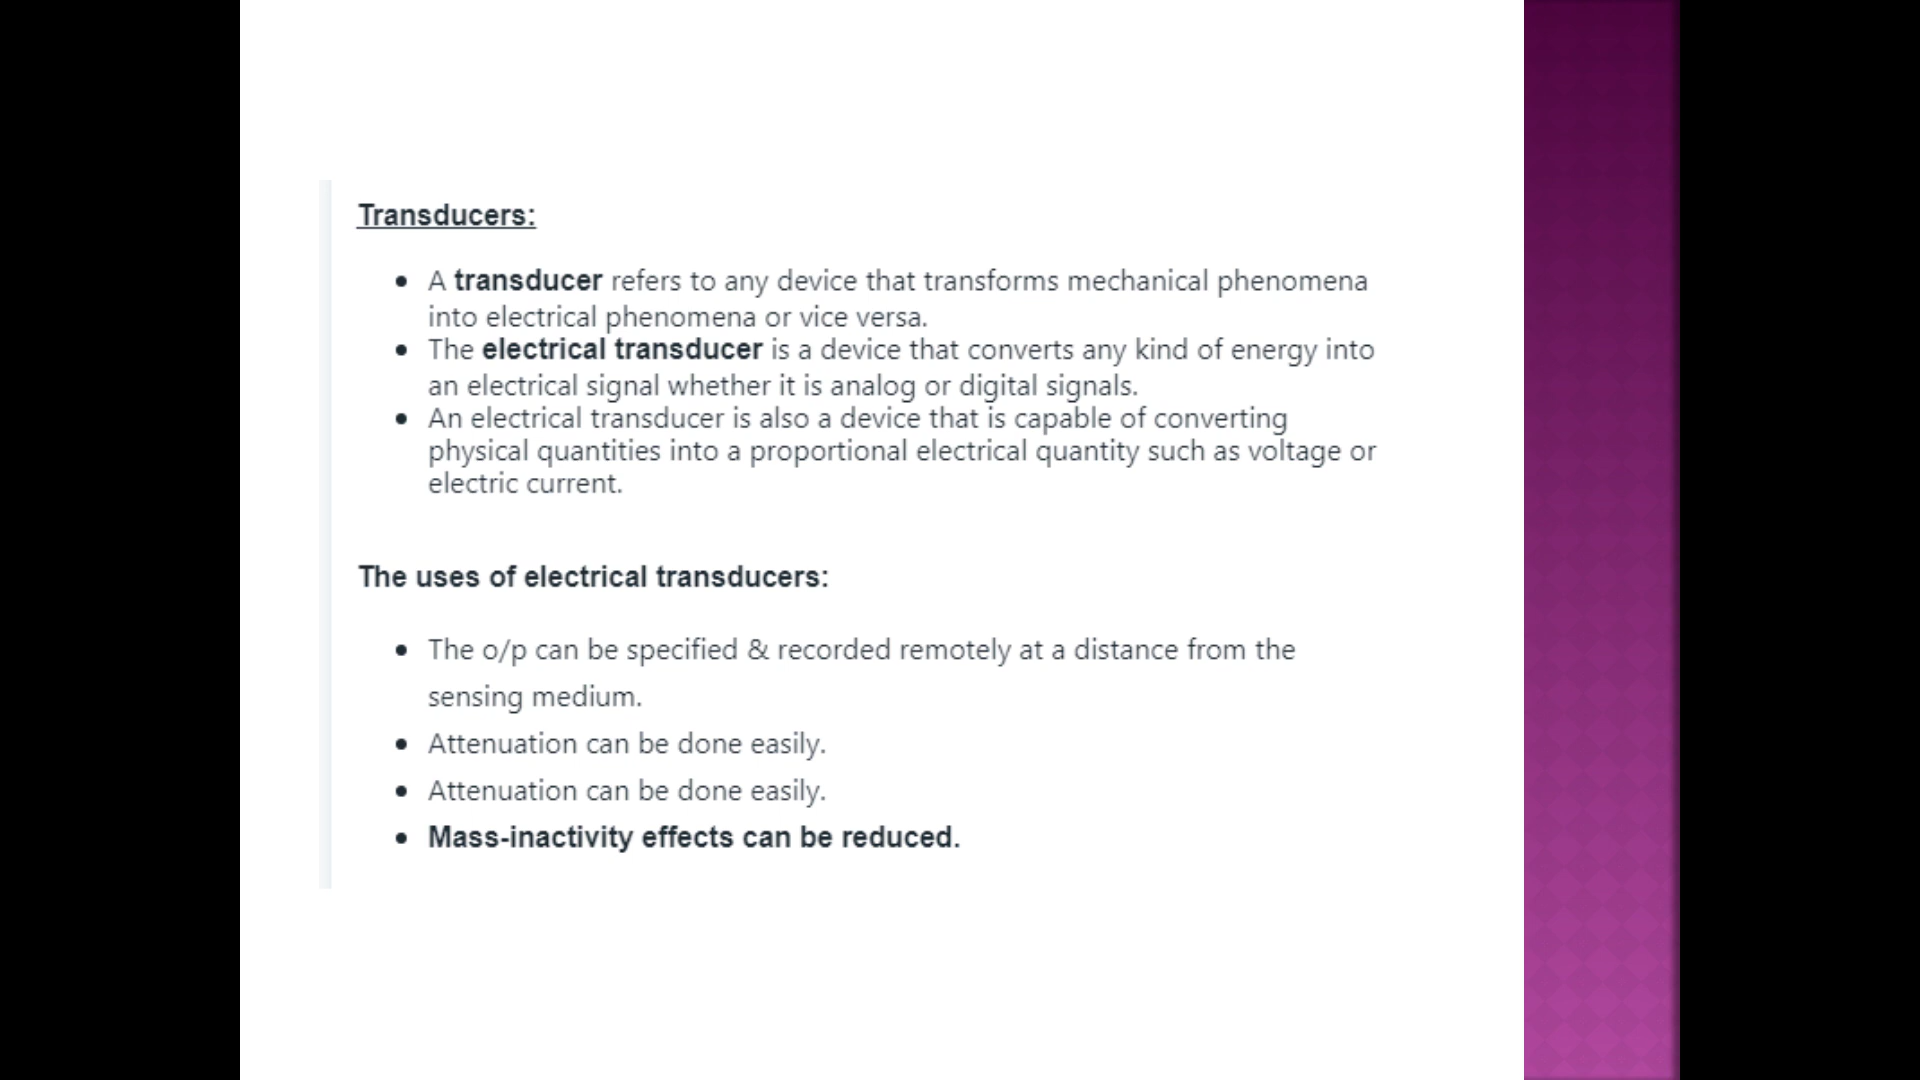 Transducers:
• A transducer refers to any device that transforms mechanical phenomena
into electrical phenomena or vice versa.
• The electrical transducer is a device that converts any kind of energy into
an electrical signal whether it is analog or digital signals.
• An electrical transducer is also a device that is capable of converting
physical quantities into a proportional electrical quantity such as voltage or
electric current.
The uses of electrical transducers:
• The o/p can be specified & recorded remotely at a distance from the
sensing medium.
• Attenuation can be done easily.
• Attenuation can be done easily.
• Mass-inactivity effects can be reduced.